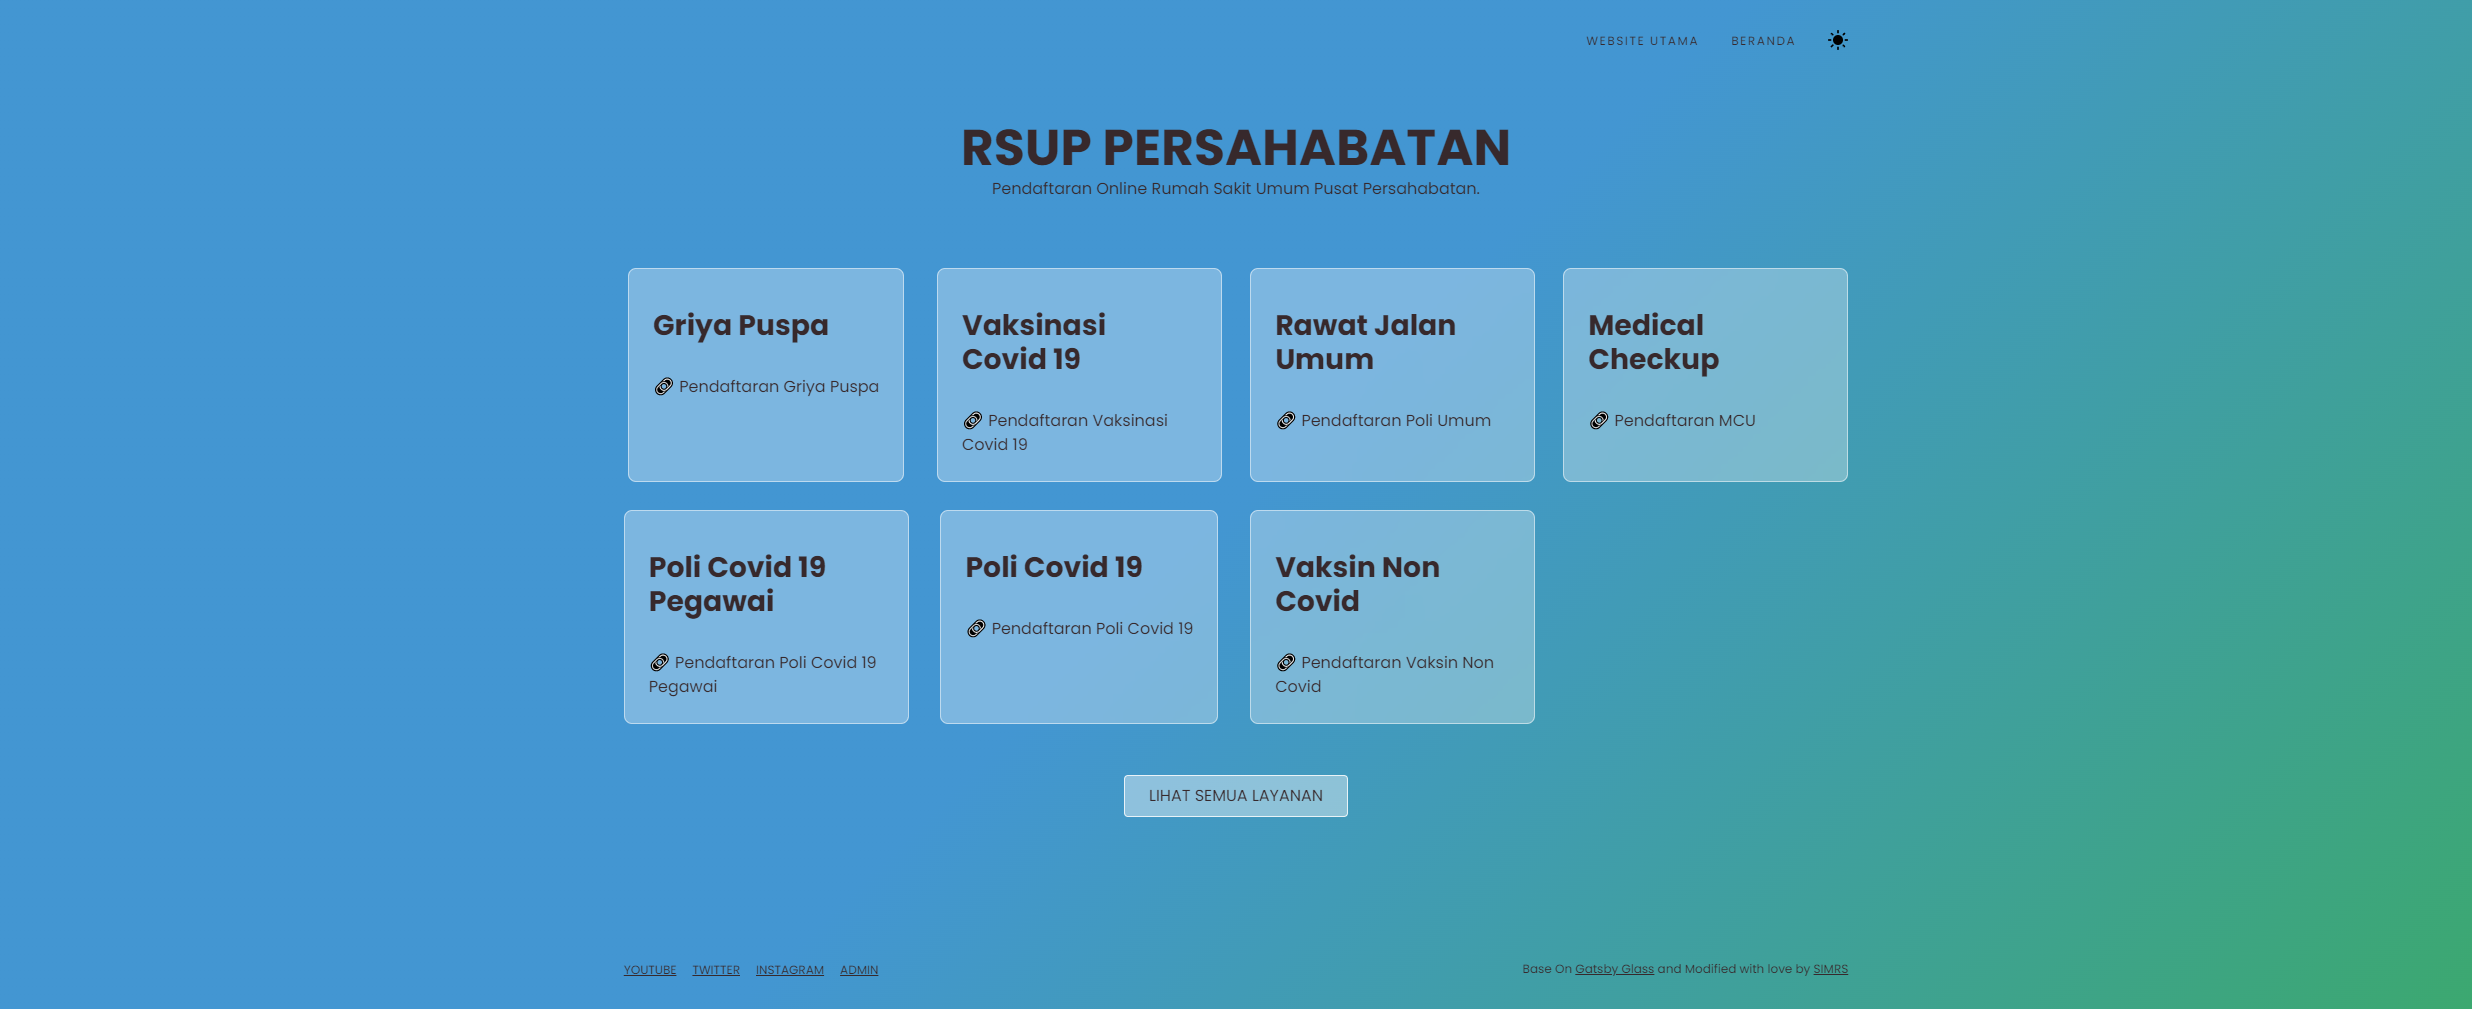 WEBSITE UTAMA BERANDA
RSUP PERSAHABATAN
Pendaftaran Online Rumah Sakit Umum Pusat Persahabatan.
Griya Puspa
Pendaftaran Griya Puspa
Vaksinasi
Covid 19
Pendaftaran Vaksinasi
Covid 19
Rawat Jalan
Umum
Pendaftaran Poli Umum
Medical
Checkup
Pendaftaran MCU
Poli Covid 19
Pegawai
Pendaftaran Poli Covid 19
Pegawai
Poli Covid 19
Pendaftaran Poli Covid 19
Vaksin Non
Covid
Pendaftaran Vaksin Non
Covid
LIHAT SEMUA LAYANAN
YOUTUBE TWITTER INSTAGRAM ADMIN
Base On Gatsby Glass and Modified with love by SIMRS